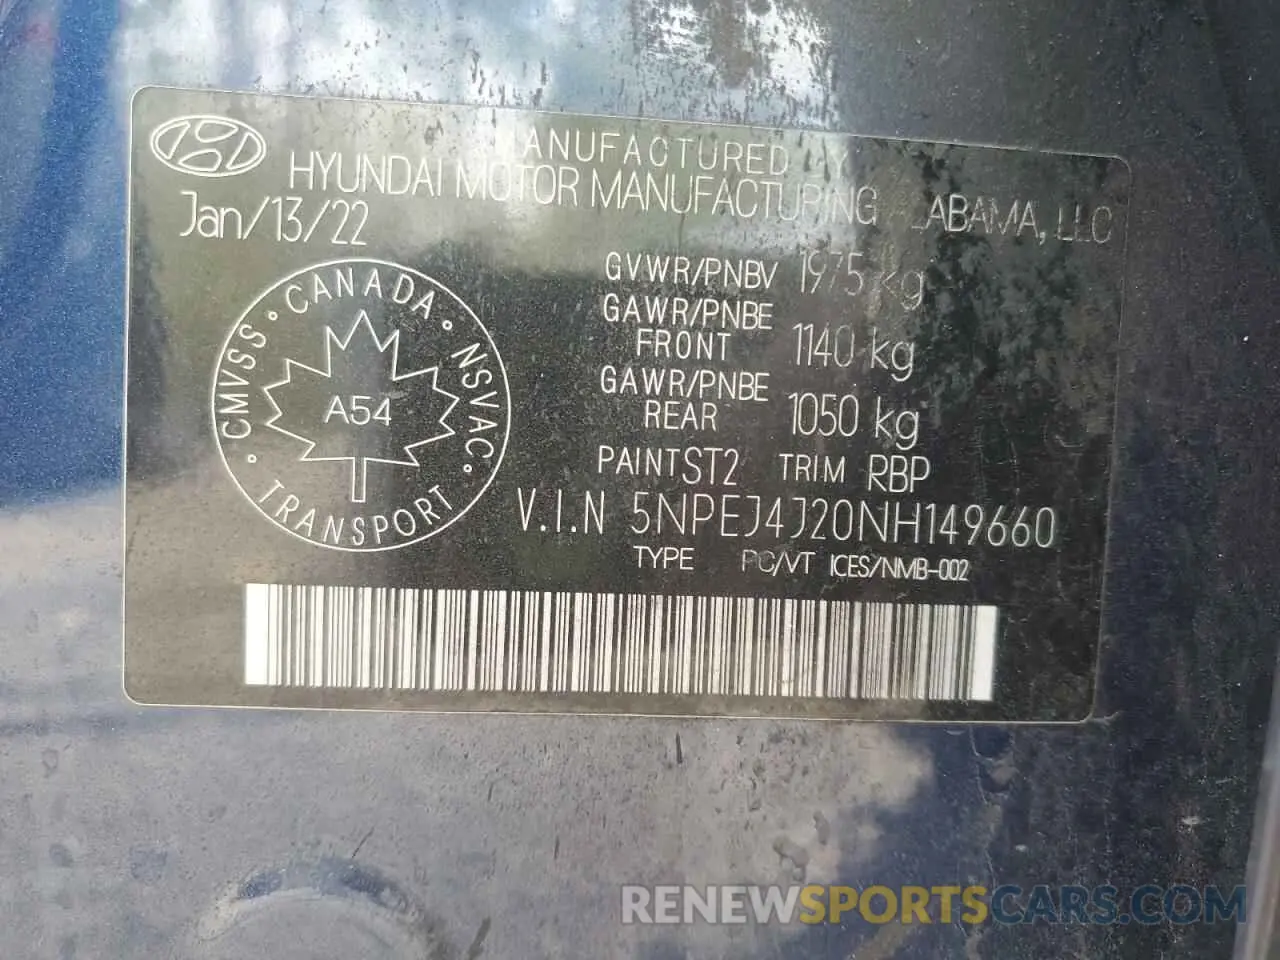 MANUFACTURED BY
HYUNDAI MOTOR MANUFACTURING ALABAMA, LLC
Jan/13/22
GVWR/PNBV 1975 kg
GAWR/PNBE FRONT 1140 kg
GAWR/PNBE REAR 1050 kg
PAINT ST2 TRIM RBP
V.I.N 5NPEJ4J20NH149660
TYPE PC/VT ICES/NMB-002
CMVSS · CANADA · NSVAC · TRANSPORT ·
A54
RENEWSPORTSCARS.COM